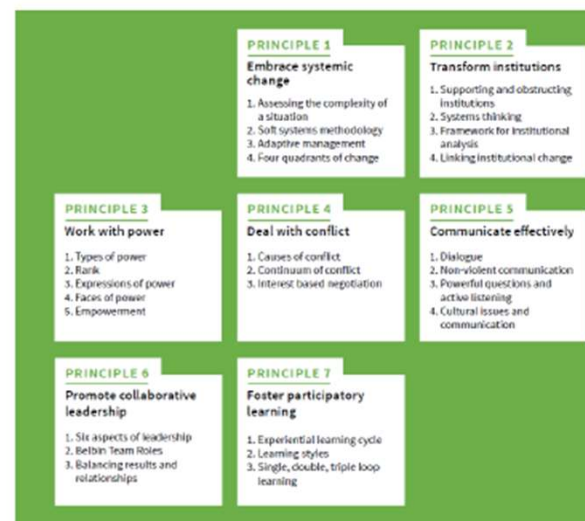 PRINCIPLE 1
Embrace systemic
change
1. Assessing the complexity of
a situation
2. Soft systems methodology
3. Adaptive management
4. Four quadrants of change
PRINCIPLE 2
Transform institutions
1. Supporting and obstructing
institutions
2. Systems thinking
3. Framework for institutional
analysis
4. Linking institutional change
PRINCIPLE 3
Work with power
1. Types of power
2. Rank
3. Expressions of power
4. Faces of power
5. Empowerment
PRINCIPLE 4
Deal with conflict
1. Causes of conflict
2. Continuum of conflict
3. Interest based negotiation
PRINCIPLE 5
Communicate effectively
1. Dialogue
2. Non-violent communication
3. Powerful questions and
active listening
4. Cultural issues and
communication
PRINCIPLE 6
Promote collaborative
leadership
1. Six aspects of leadership
2. Belbin Team Roles
3. Balancing results and
relationships
PRINCIPLE 7
Foster participatory
learning
1. Experiential learning cycle
2. Learning styles
3. Single, double, triple loop
learning